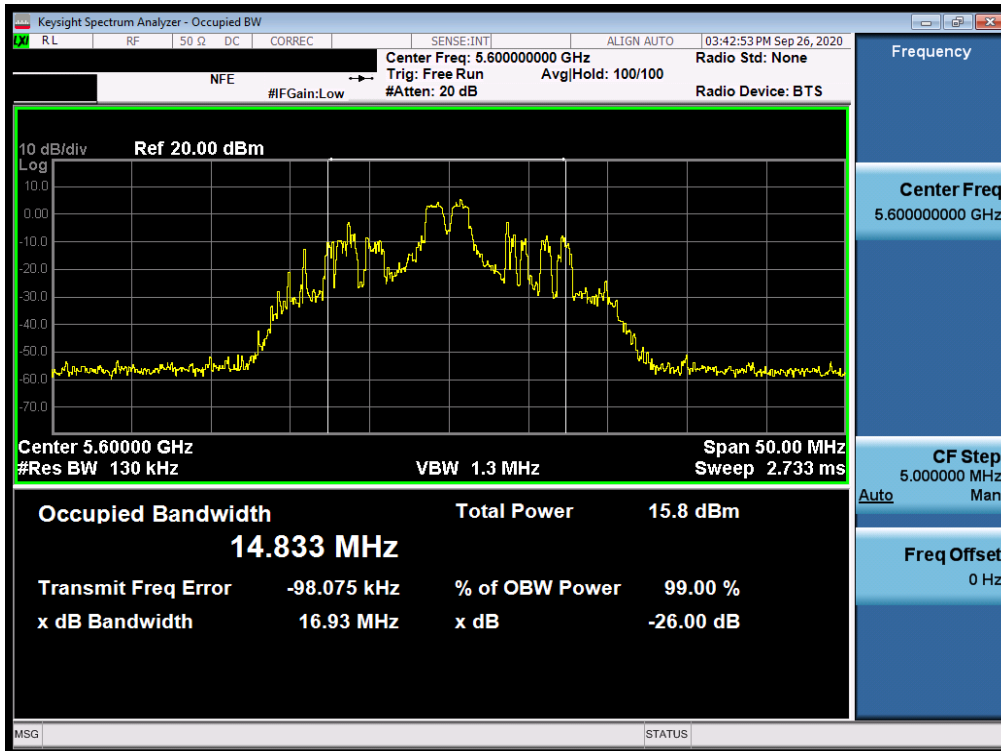 Keysight Spectrum Analyzer - Occupied BW
LXI RL RF 50 Ω DC CORREC SENSE:INT ALIGN AUTO 03:42:53 PM Sep 26, 2020
Frequency
Center Freq: 5.600000000 GHz Radio Std: None
NFE Trig: Free Run Avg|Hold: 100/100
#IFGain:Low #Atten: 20 dB Radio Device: BTS
10 dB/div Ref 20.00 dBm
Log
10.0
0.00
-10.0
-20.0
-30.0
-40.0
-50.0
-60.0
-70.0
Center 5.60000 GHz Span 50.00 MHz
#Res BW 130 kHz VBW 1.3 MHz Sweep 2.733 ms
Occupied Bandwidth Total Power 15.8 dBm
14.833 MHz
Transmit Freq Error -98.075 kHz % of OBW Power 99.00 %
x dB Bandwidth 16.93 MHz x dB -26.00 dB
Center Freq
5.600000000 GHz
CF Step
5.000000 MHz
Auto Man
Freq Offset
0 Hz
MSG STATUS